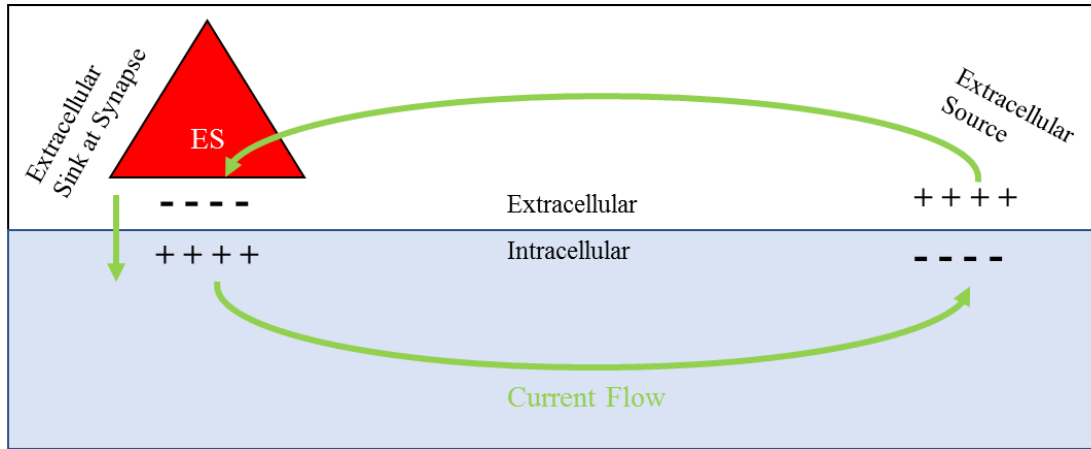 Extracellular
Sink at Synapse
ES
Extracellular
Source
- - - -
+ + + +
Extracellular
Intracellular
+ + + +
- - - -
Current Flow